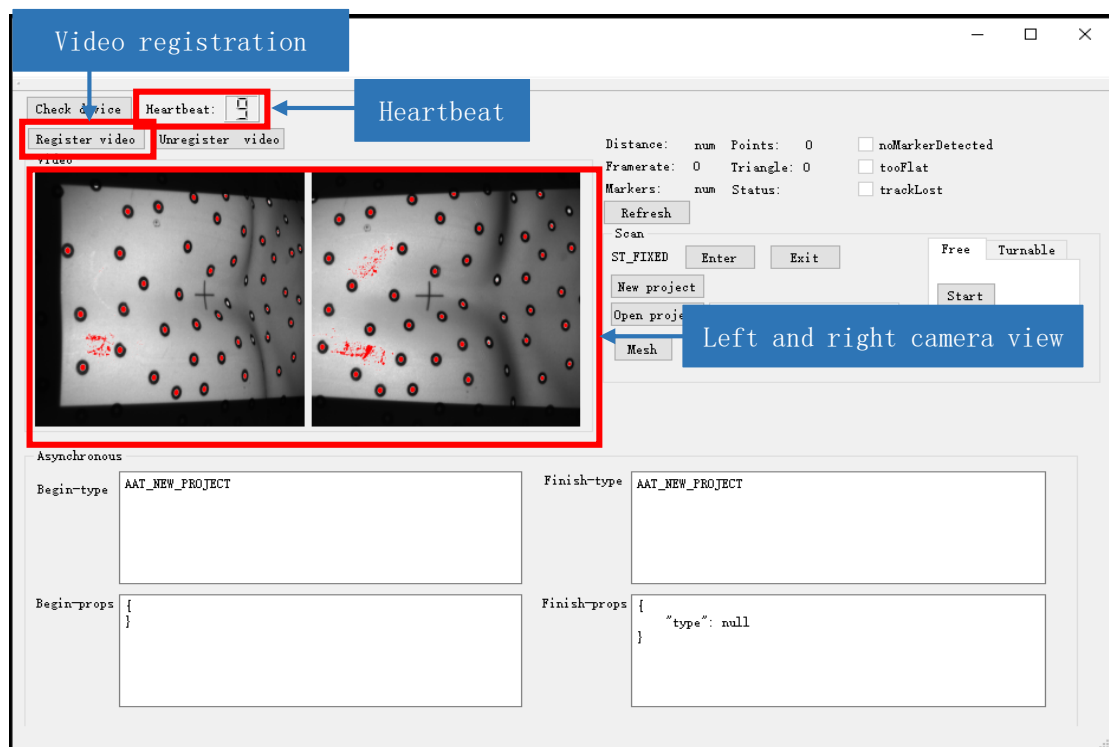 Video registration
Check device
Heartbeat: 9
Heartbeat
Register video
Unregister video
Video
Distance: num Points: 0
noMarkerDetected
Framerate: 0 Triangle: 0
tooFlat
Markers: num Status:
trackLost
Refresh
Scan
ST_FIXED
Enter
Exit
Free
Turnable
New project
Start
Open proje
Left and right camera view
Mesh
Asynchronous
Begin-type
AAT_NEW_PROJECT
Finish-type
AAT_NEW_PROJECT
Begin-props
{
}
Finish-props
{
"type": null
}